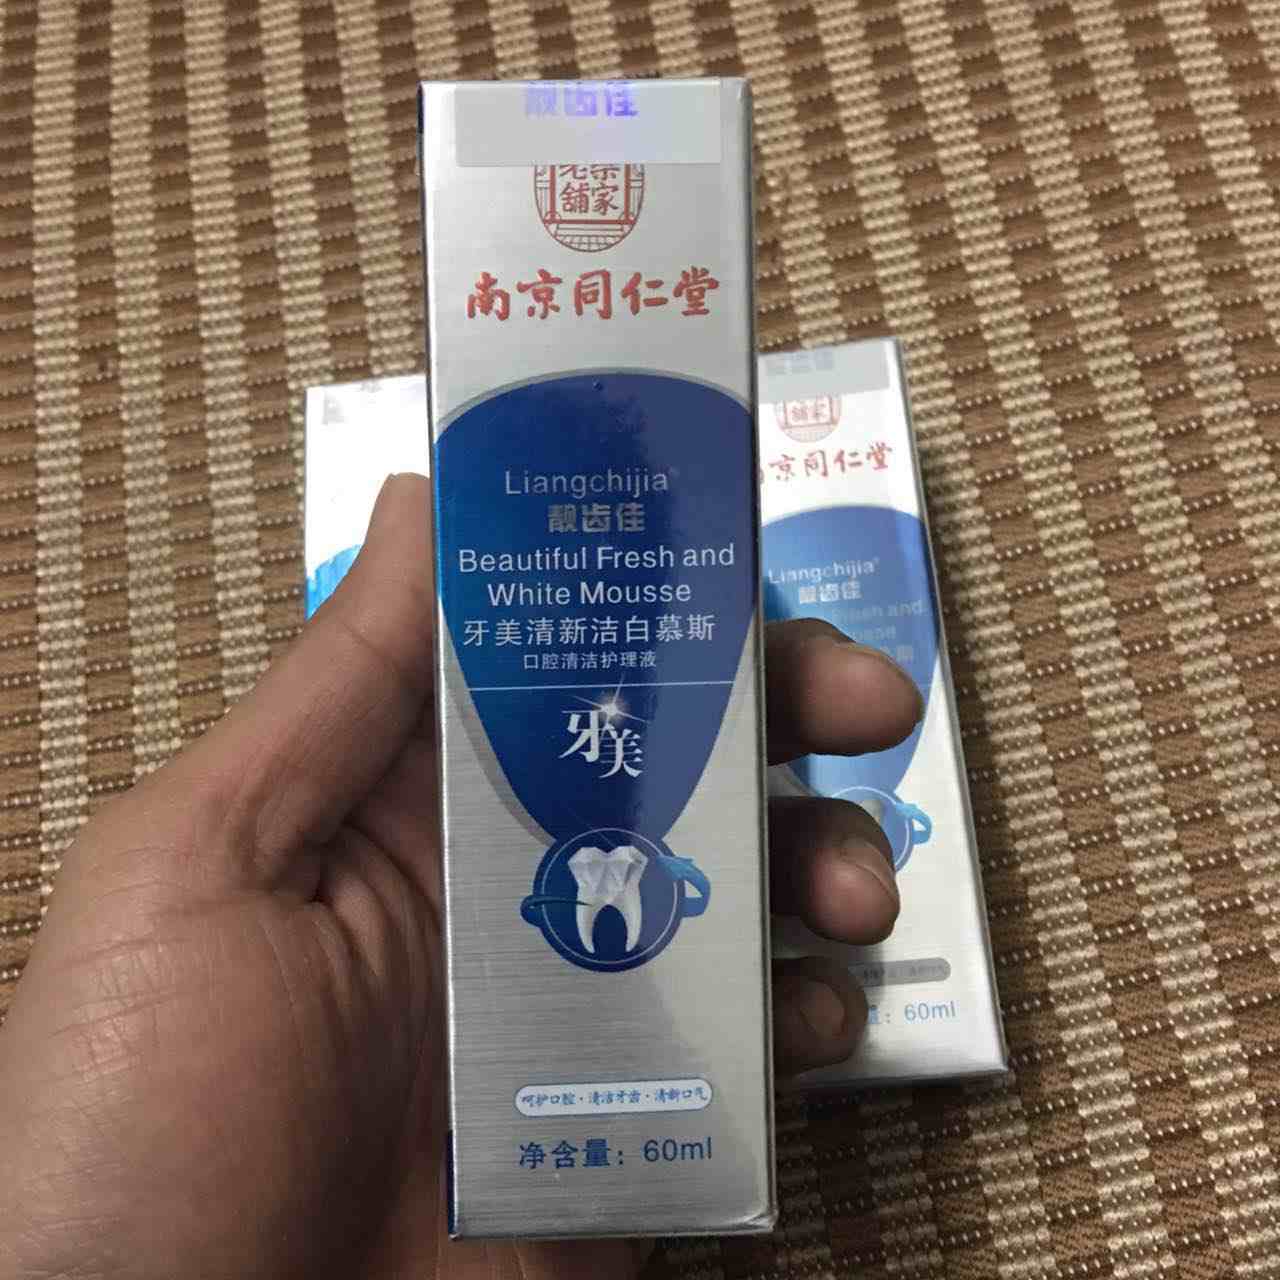 靓齿佳
舖家
南京同仁堂
Liangchijia
靓齿佳
Beautiful Fresh and
White Mousse
牙美清新洁白慕斯
口腔清洁护理液
牙美
呵护口腔·清洁牙齿·清新口气
净含量：60ml
舖家
京同仁堂
Liangchijia®
靓齿佳
and
60ml